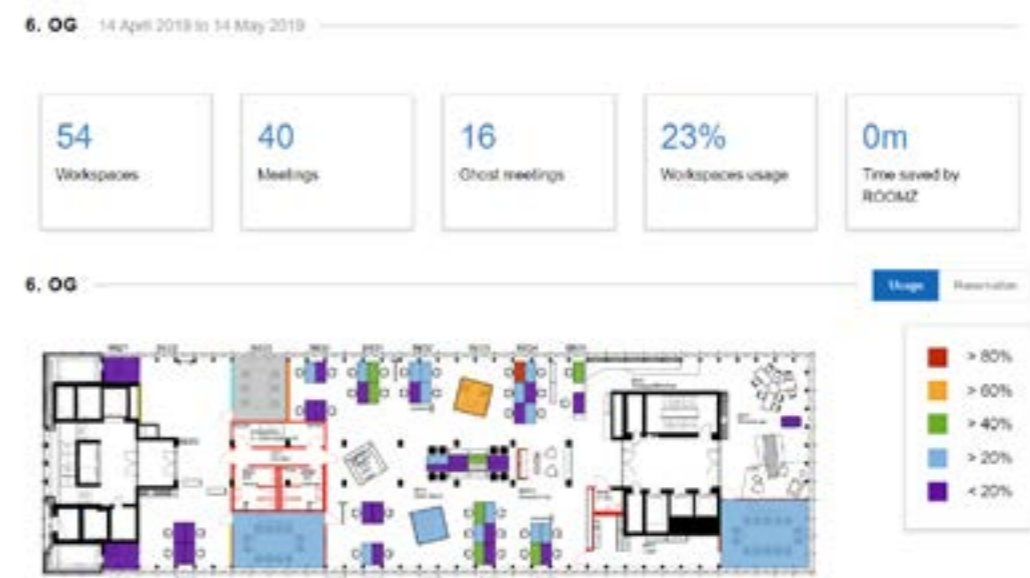 6. OG 14 April 2019 to 14 May 2019
54
Workspaces
40
Meetings
16
Ghost meetings
23%
Workspaces usage
0m
Time saved by
ROOMZ
6. OG
Usage Reservation
> 80%
> 60%
> 40%
> 20%
< 20%